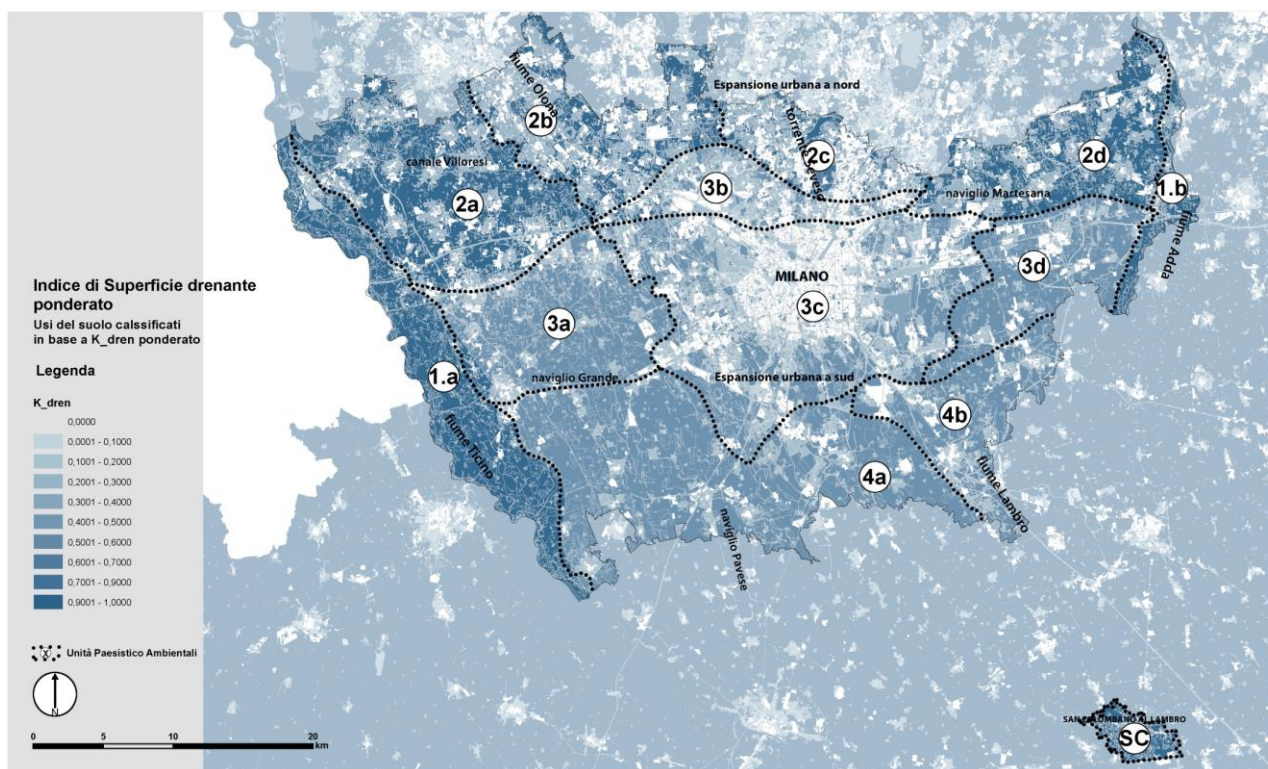 Indice di Superficie drenante
ponderato
Usi del suolo calssificati
in base a K_dren ponderato
Legenda
K_dren
0,0000
0,0001 - 0,1000
0,1001 - 0,2000
0,2001 - 0,3000
0,3001 - 0,4000
0,4001 - 0,5000
0,5001 - 0,6000
0,6001 - 0,7000
0,7001 - 0,9000
0,9001 - 1,0000
Unità Paesistico Ambientali
N
0 5 10 20
km
fiume Olona
Espansione urbana a nord
2b
torrente Seveso
2c
2d
canale Villoresi
3b
naviglio Martesana
1.b
2a
fiume Adda
3d
MILANO
3c
3a
1.a
naviglio Grande
Espansione urbana a sud
fiume Ticino
4b
4a
fiume Lambro
naviglio Pavese
SAN COLOMBANO AL LAMBRO
SC